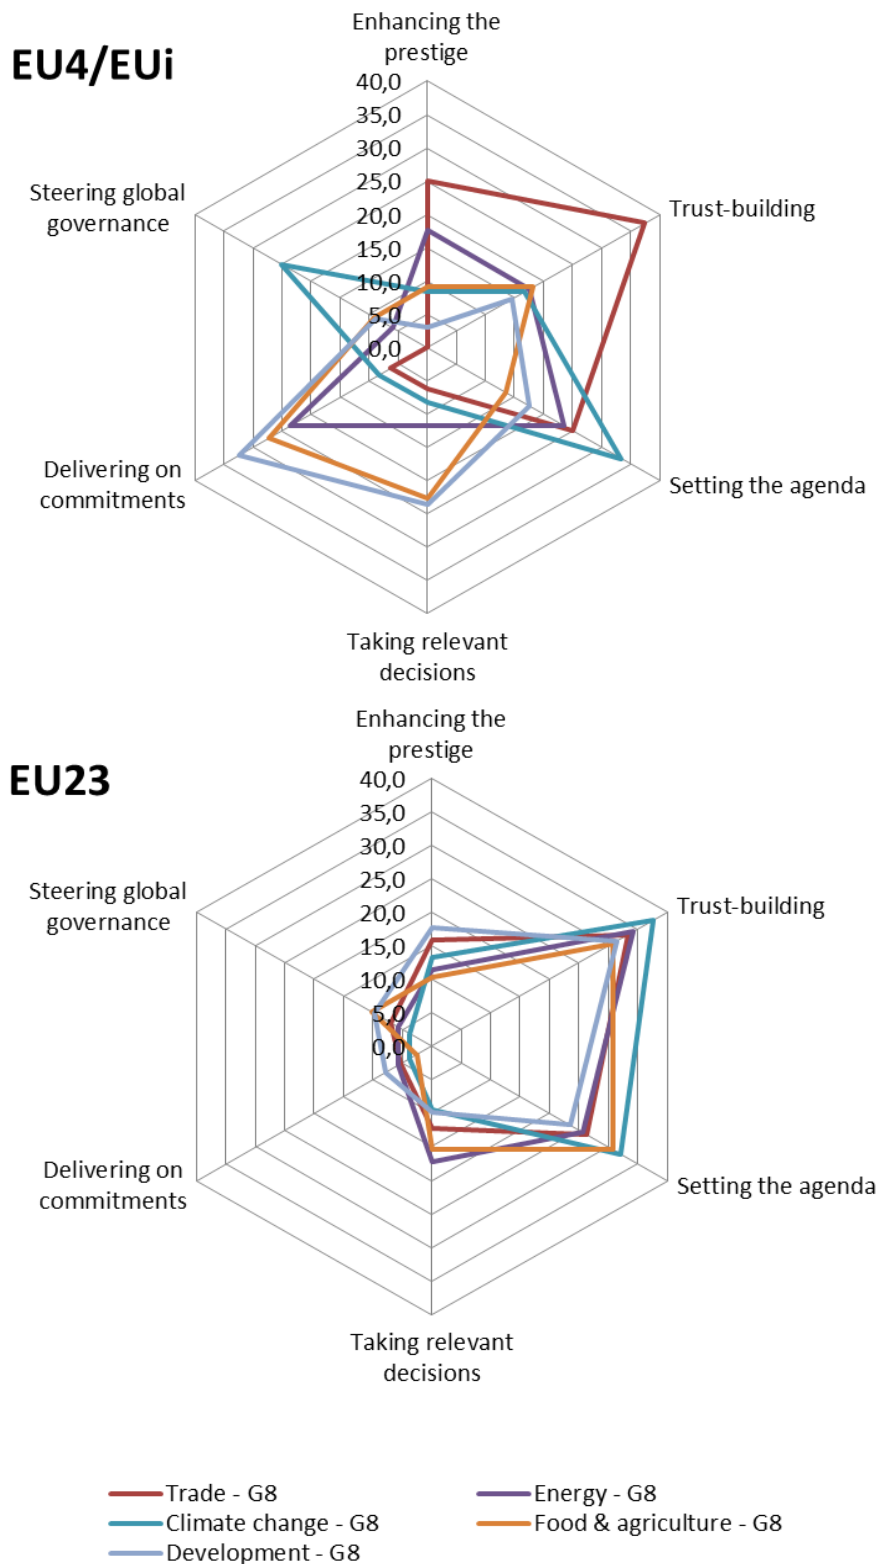 Enhancing the
prestige
EU4/EUi
40,0
35,0
30,0
25,0
20,0
15,0
10,0
5,0
0,0
Steering global
governance
Trust-building
Delivering on
commitments
Setting the agenda
Taking relevant
decisions
Enhancing the
prestige
EU23
40,0
35,0
30,0
25,0
20,0
15,0
10,0
5,0
0,0
Steering global
governance
Trust-building
Delivering on
commitments
Setting the agenda
Taking relevant
decisions
Trade - G8
Energy - G8
Climate change - G8
Food & agriculture - G8
Development - G8